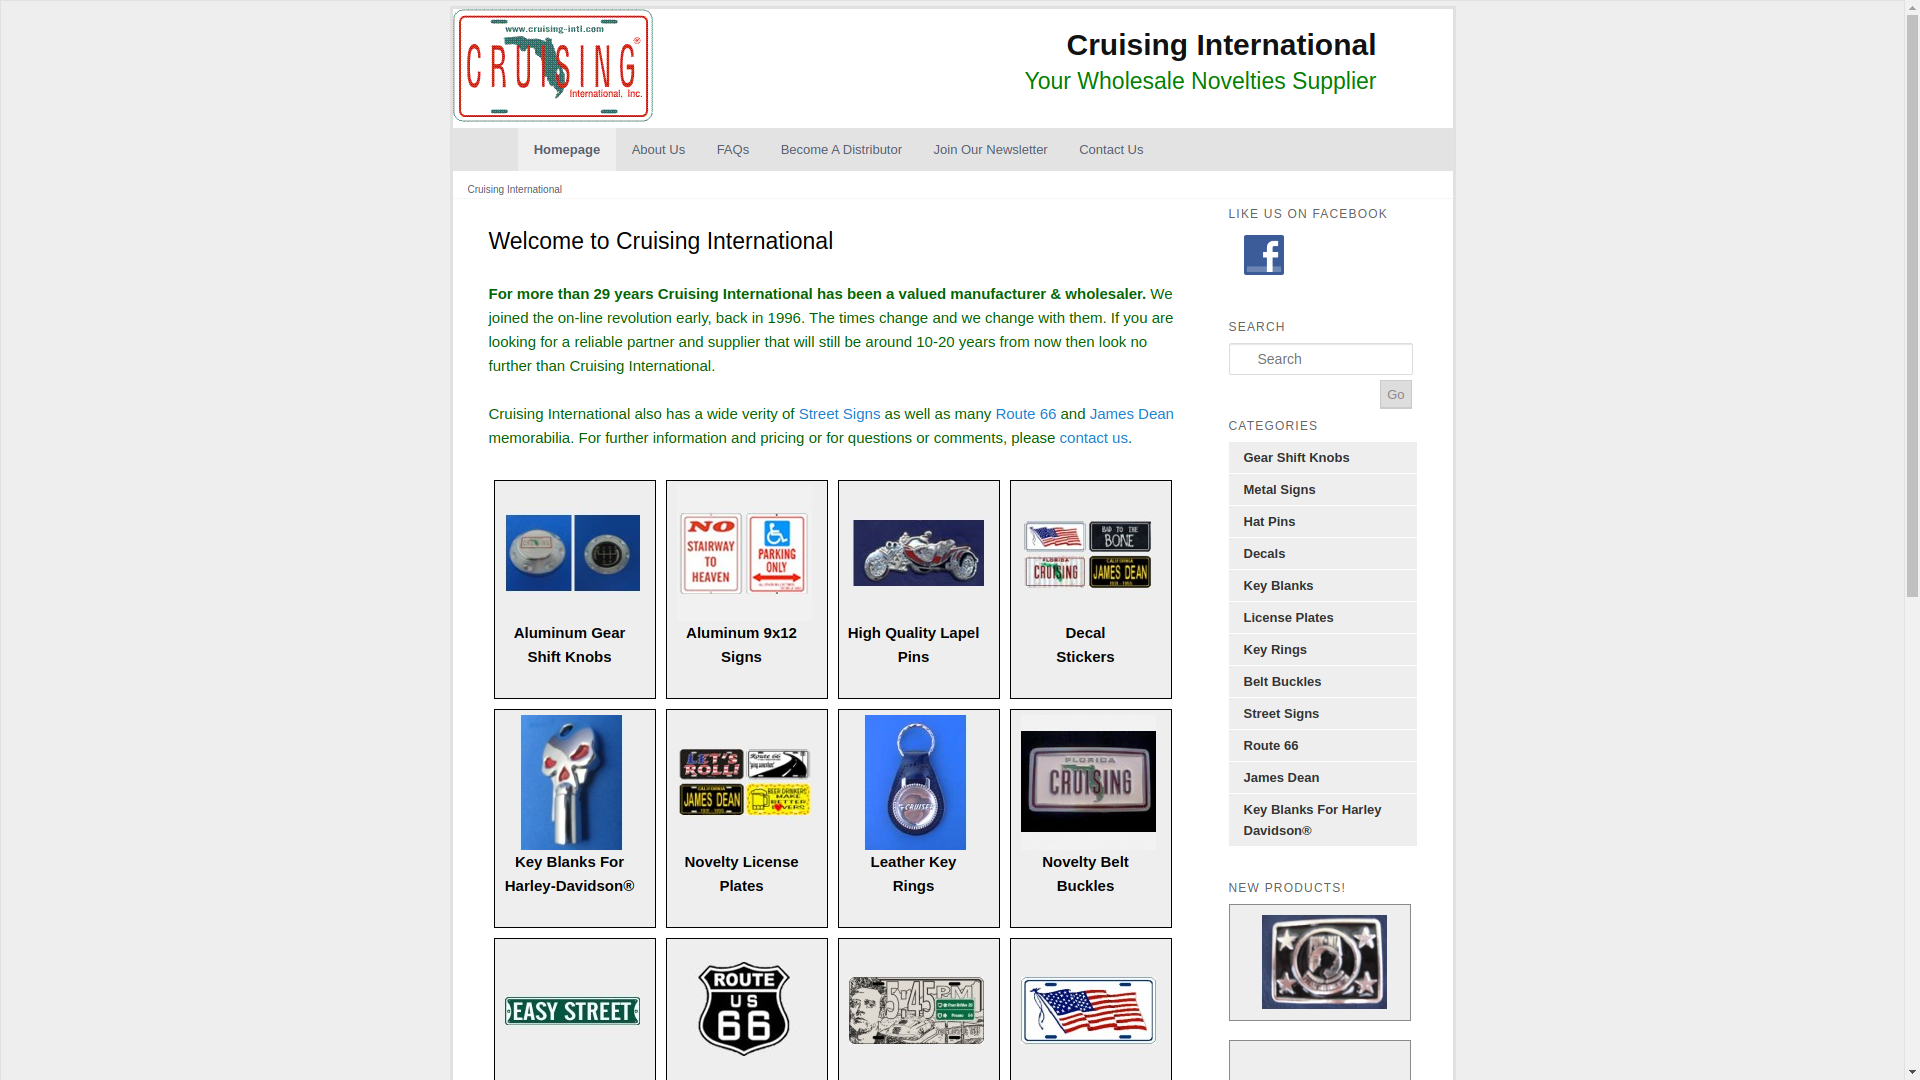 www.cruising-intl.com
CRUISING®
International, Inc.
Cruising International
Your Wholesale Novelties Supplier
Homepage About Us FAQs Become A Distributor Join Our Newsletter Contact Us
Cruising International
Welcome to Cruising International
For more than 29 years Cruising International has been a valued manufacturer & wholesaler. We
joined the on-line revolution early, back in 1996. The times change and we change with them. If you are
looking for a reliable partner and supplier that will still be around 10-20 years from now then look no
further than Cruising International.
Cruising International also has a wide verity of Street Signs as well as many Route 66 and James Dean
memorabilia. For further information and pricing or for questions or comments, please contact us.
NO
STAIRWAY
TO
HEAVEN
PARKING
ONLY
BAD TO THE
BONE
FLORIDA
CRUISING
CALIFORNIA
JAMES DEAN
Aluminum Gear
Shift Knobs
Aluminum 9x12
Signs
High Quality Lapel
Pins
Decal
Stickers
LET'S
ROLL!
Route 66
CALIFORNIA
JAMES DEAN
BEER DRINKERS
MAKE
BETTER
LOVERS
CRUISE
FLORIDA
CRUISING
Key Blanks For
Harley-Davidson®
Novelty License
Plates
Leather Key
Rings
Novelty Belt
Buckles
EASY STREET
ROUTE
US
66
5:45PM
LIKE US ON FACEBOOK
f
SEARCH
Search
Go
CATEGORIES
Gear Shift Knobs
Metal Signs
Hat Pins
Decals
Key Blanks
License Plates
Key Rings
Belt Buckles
Street Signs
Route 66
James Dean
Key Blanks For Harley
Davidson®
NEW PRODUCTS!